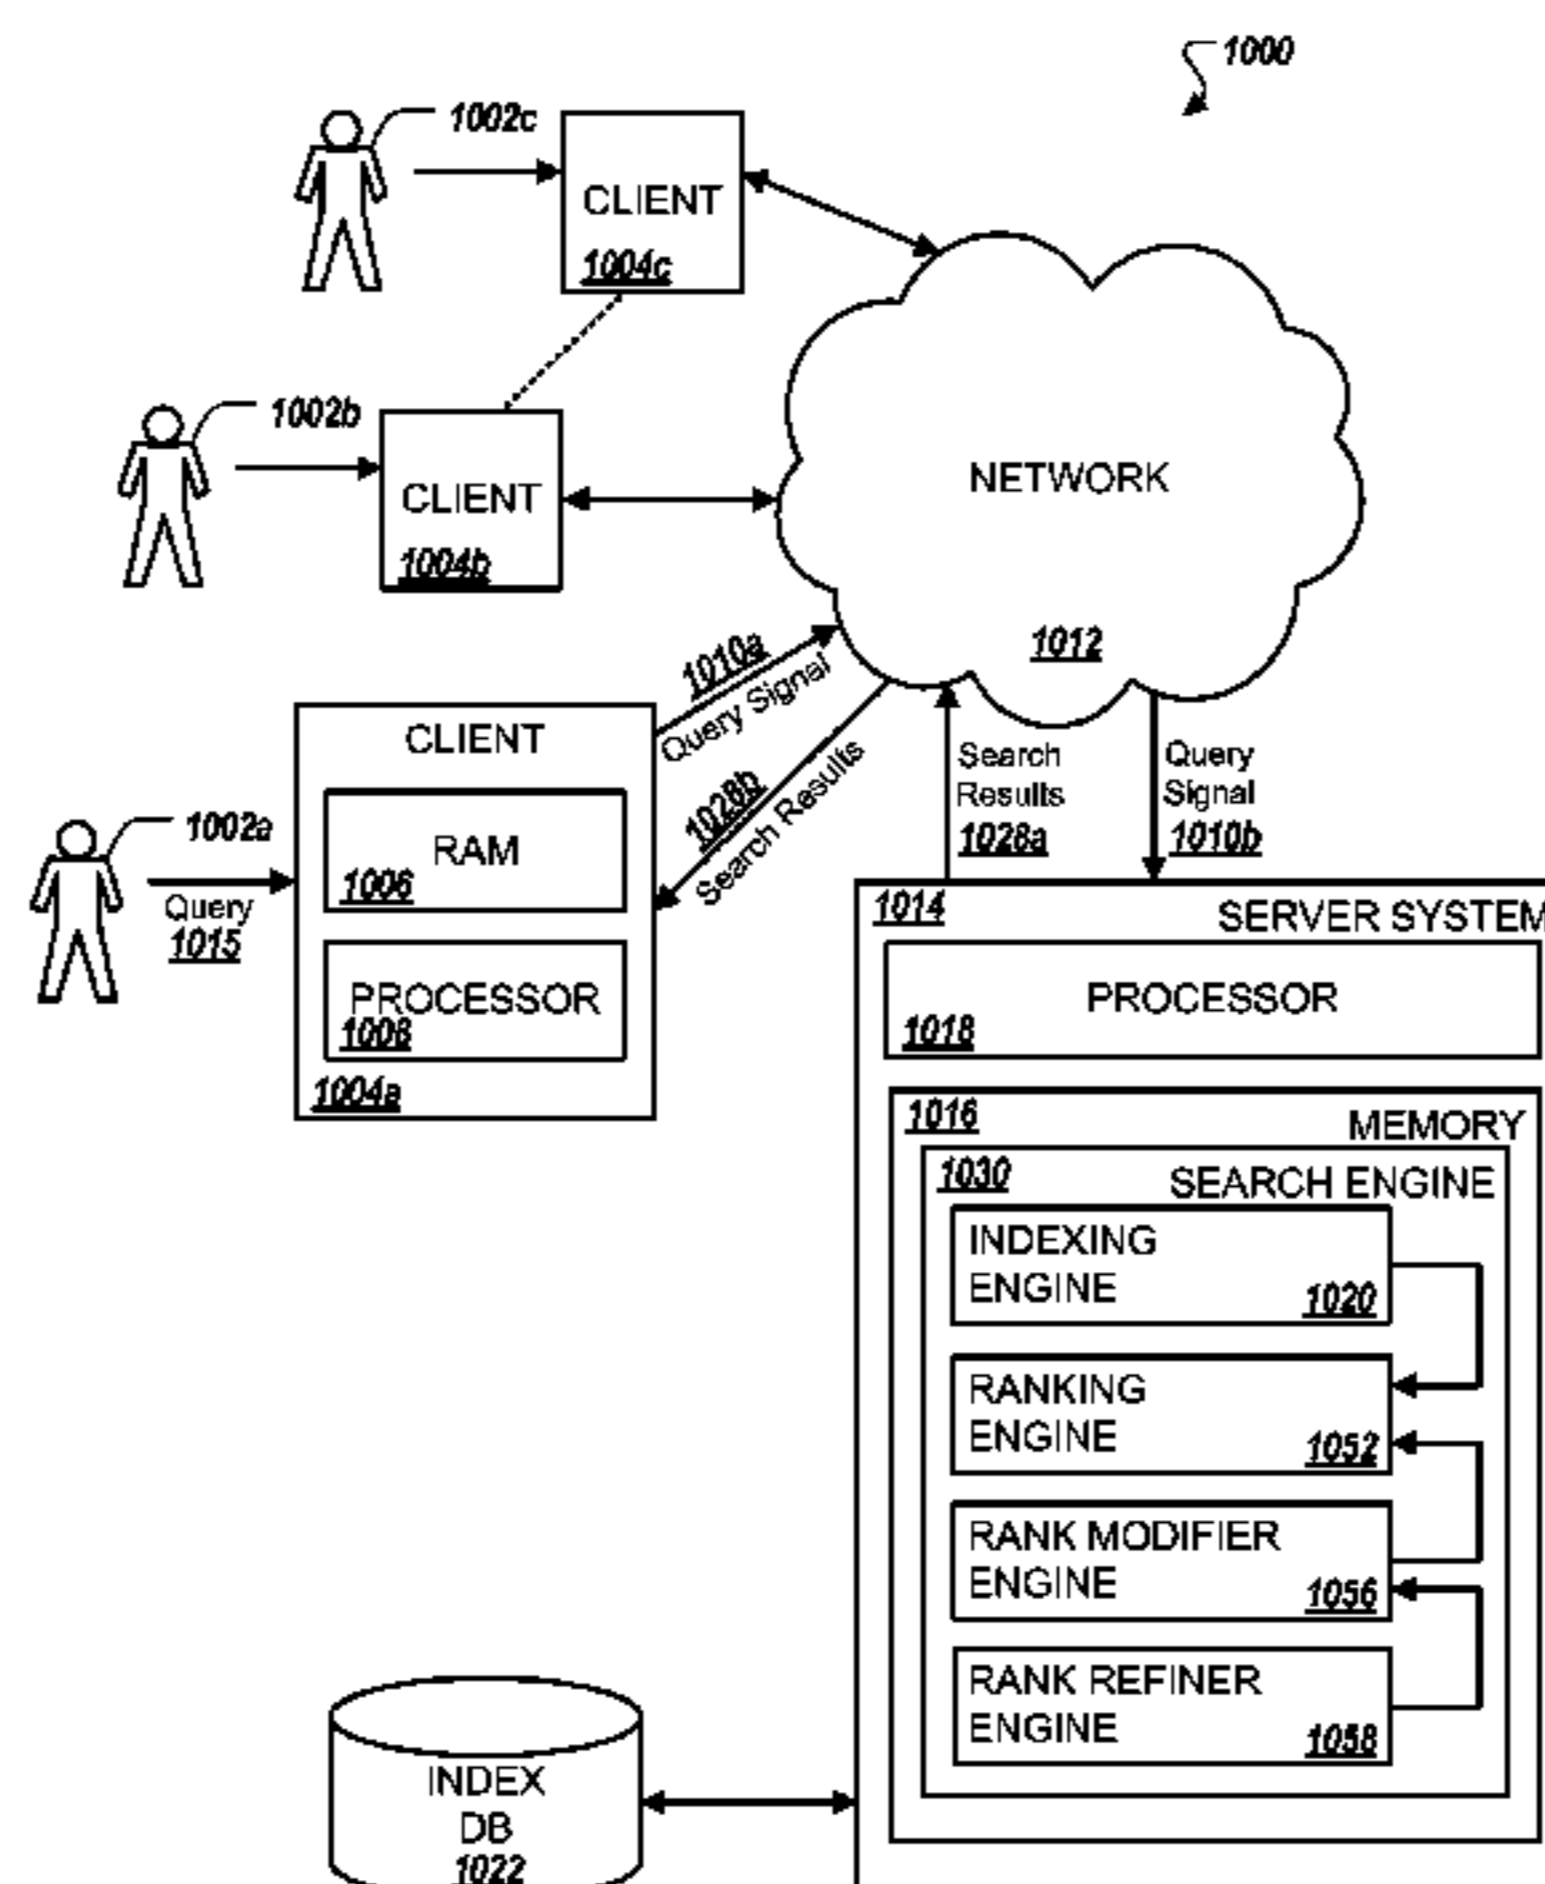 1000
1002c
CLIENT
1004c
1002b
CLIENT
1004b
NETWORK
1012
1010a
Query Signal
1028b
Search Results
Search
Results
1028a
Query
Signal
1010b
CLIENT
RAM
1006
PROCESSOR
1008
1004a
1002a
Query
1015
1014
SERVER SYSTEM
PROCESSOR
1018
1016
MEMORY
1030
SEARCH ENGINE
INDEXING
ENGINE
1020
RANKING
ENGINE
1052
RANK MODIFIER
ENGINE
1056
RANK REFINER
ENGINE
1058
INDEX
DB
1022